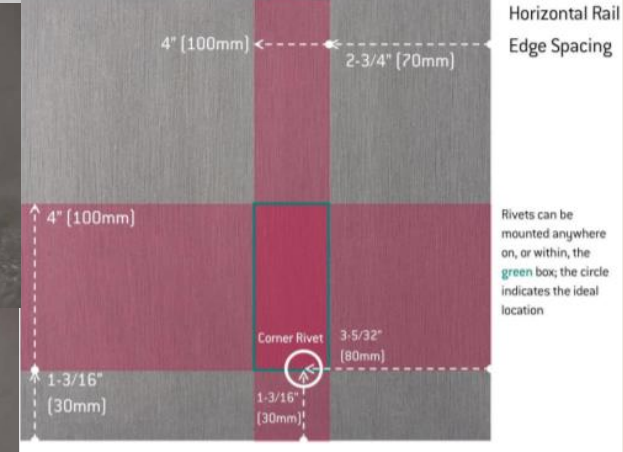 Horizontal Rail
Edge Spacing
4" (100mm)
2-3/4" (70mm)
4" (100mm)
Rivets can be
mounted anywhere
on, or within, the
green box; the circle
indicates the ideal
location
Corner Rivet
3-5/32"
(80mm)
1-3/16"
(30mm)
1-3/16"
(30mm)